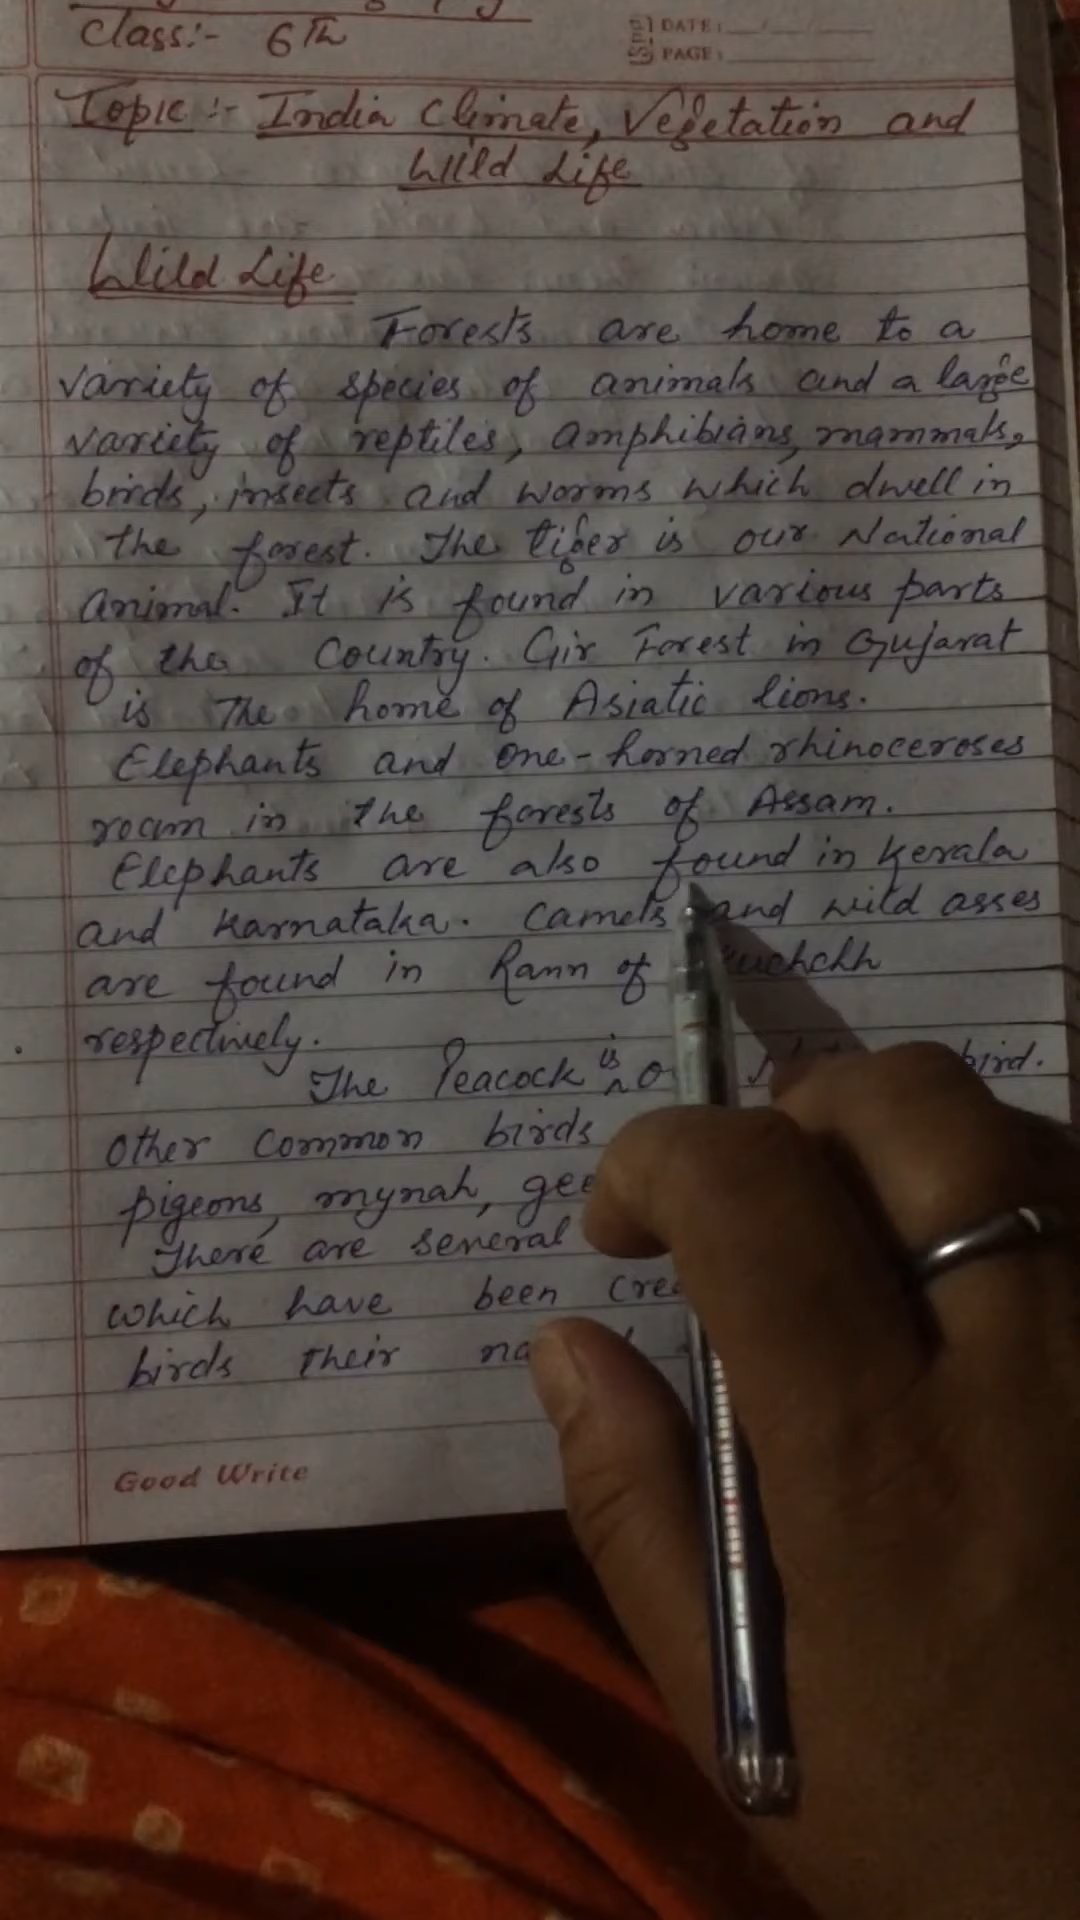 Class:- 6Th
DATE:
PAGE:
Topic:- India Climate, Vegetation and
Wild Life
Wild Life
Forests are home to a
variety of species of animals and a large
variety of reptiles, amphibians, mammals,
birds, insects and worms which dwell in
the forest. The tiger is our National
animal. It is found in various parts
of the Country. Gir Forest in Gujarat
is The home of Asiatic lions.
Elephants and one-horned rhinoceroses
roam in the forests of Assam.
Elephants are also found in Kerala
and Karnataka. Camels and wild asses
are found in Rann of
respectively.
The Peacock is bird.
Other Common birds
pigeons, mynah,
There are several
which have been
birds their
Good Write